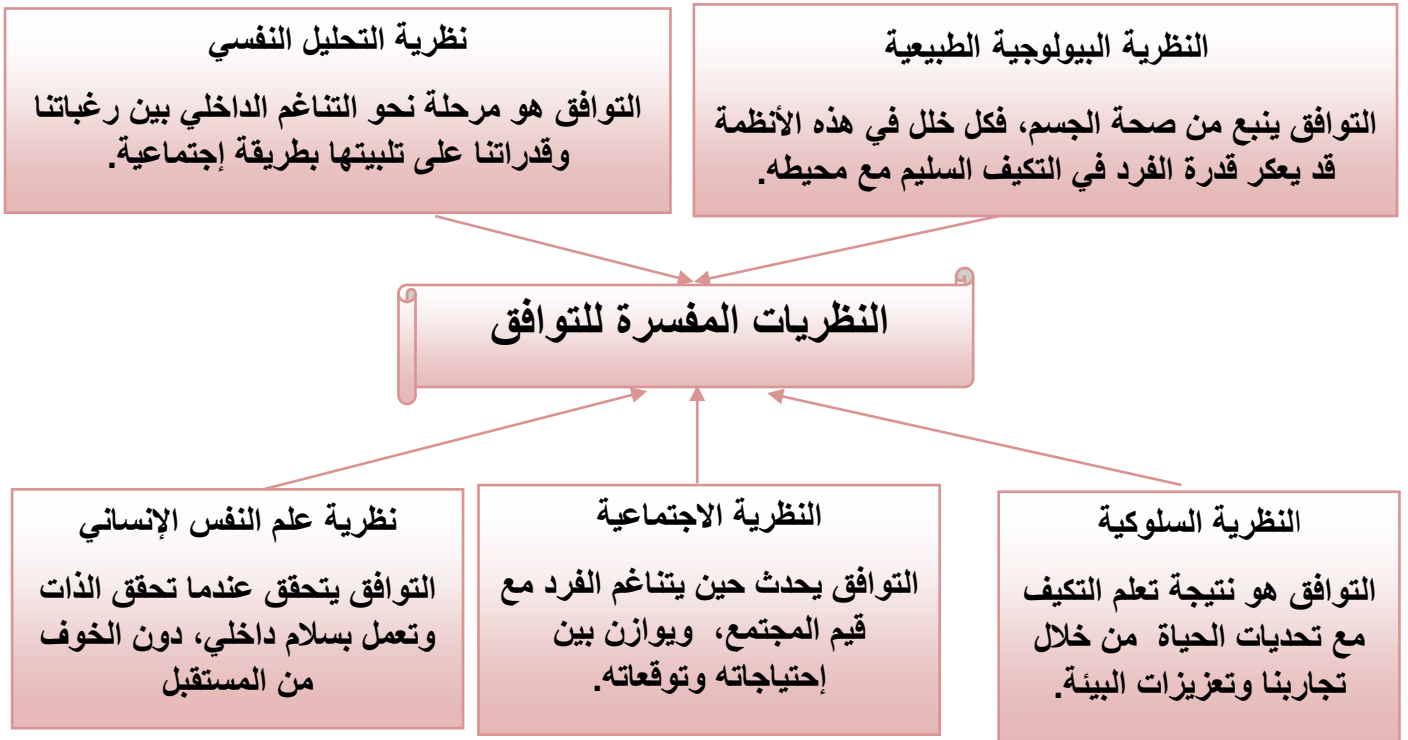 النظرية البيولوجية الطبيعية
التوافق ينبع من صحة الجسم، فكل خلل في هذه الأنظمة
قد يعكر قدرة الفرد في التكيف السليم مع محيطه.
نظرية التحليل النفسي
التوافق هو مرحلة نحو التناغم الداخلي بين رغباتنا
وقدراتنا على تلبيتها بطريقة إجتماعية.
النظريات المفسرة للتوافق
النظرية السلوكية
التوافق هو نتيجة تعلم التكيف
مع تحديات الحياة من خلال
تجاربنا وتعزيزات البيئة.
النظرية الاجتماعية
التوافق يحدث حين يتناغم الفرد مع
قيم المجتمع، ويوازن بين
إحتياجاته وتوقعاته.
نظرية علم النفس الإنساني
التوافق يتحقق عندما تحقق الذات
وتعمل بسلام داخلي، دون الخوف
من المستقبل